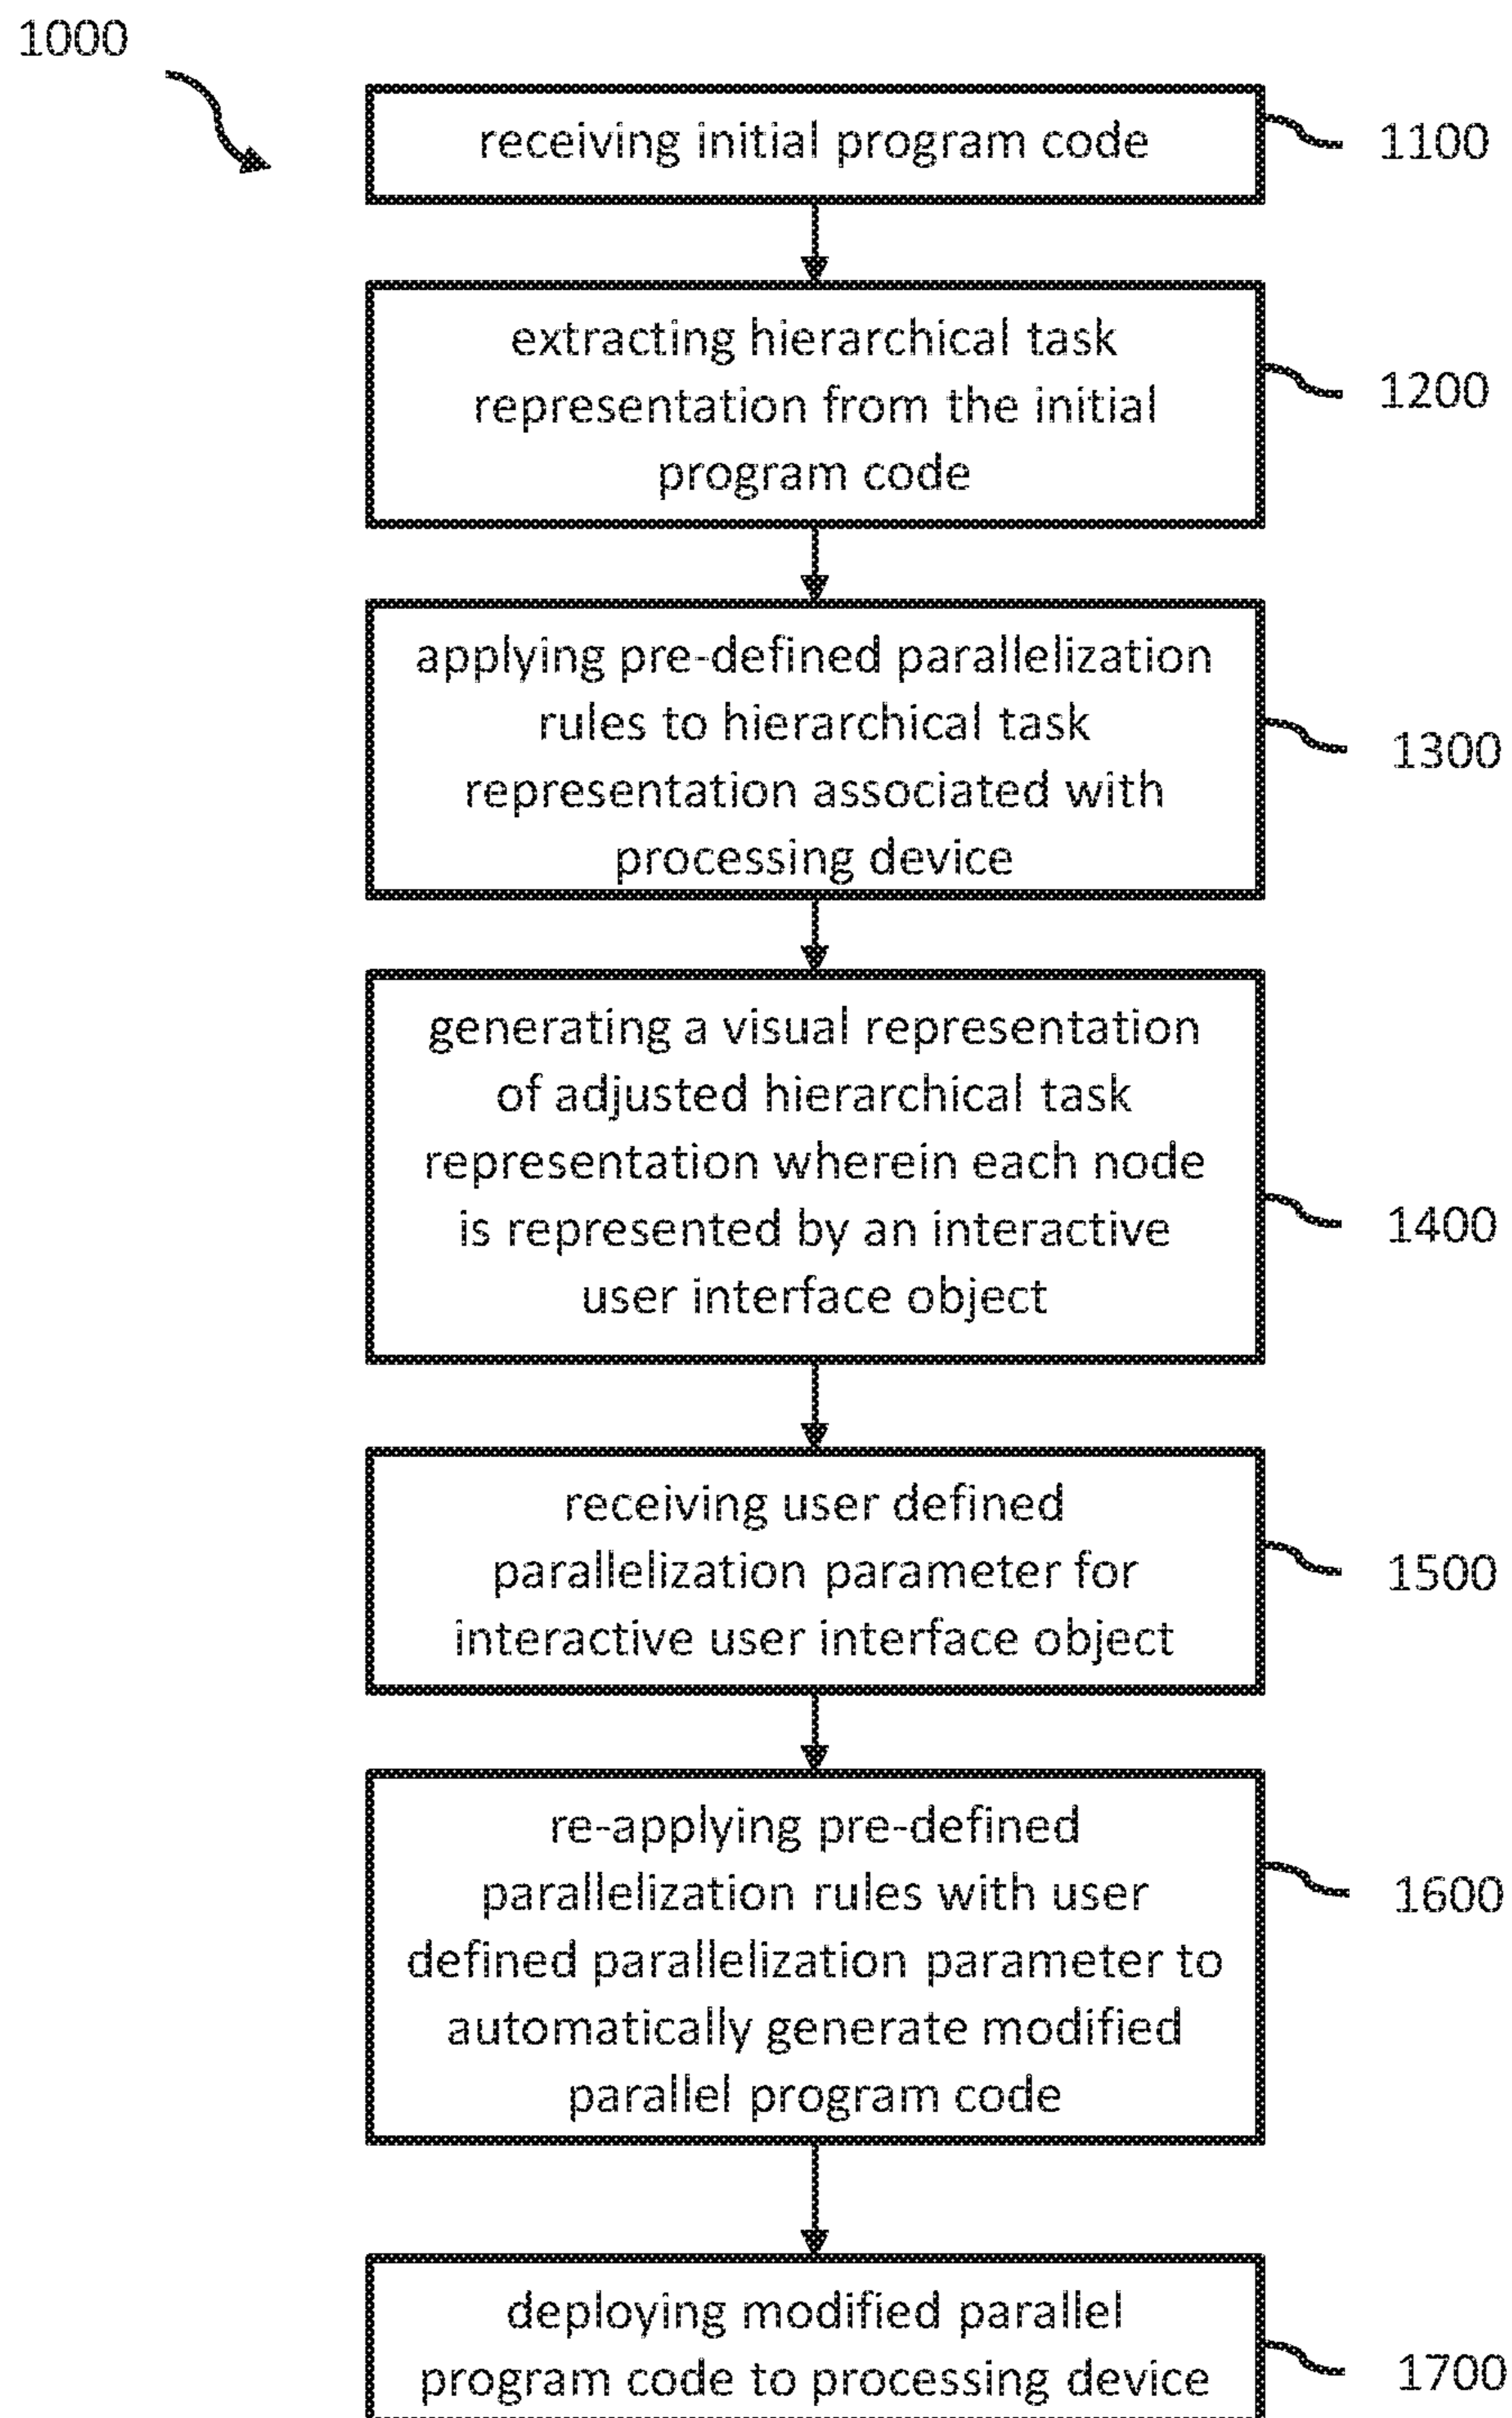 1000
receiving initial program code
1100
extracting hierarchical task
representation from the initial
program code
1200
applying pre-defined parallelization
rules to hierarchical task
representation associated with
processing device
1300
generating a visual representation
of adjusted hierarchical task
representation wherein each node
is represented by an interactive
user interface object
1400
receiving user defined
parallelization parameter for
interactive user interface object
1500
re-applying pre-defined
parallelization rules with user
defined parallelization parameter to
automatically generate modified
parallel program code
1600
deploying modified parallel
program code to processing device
1700